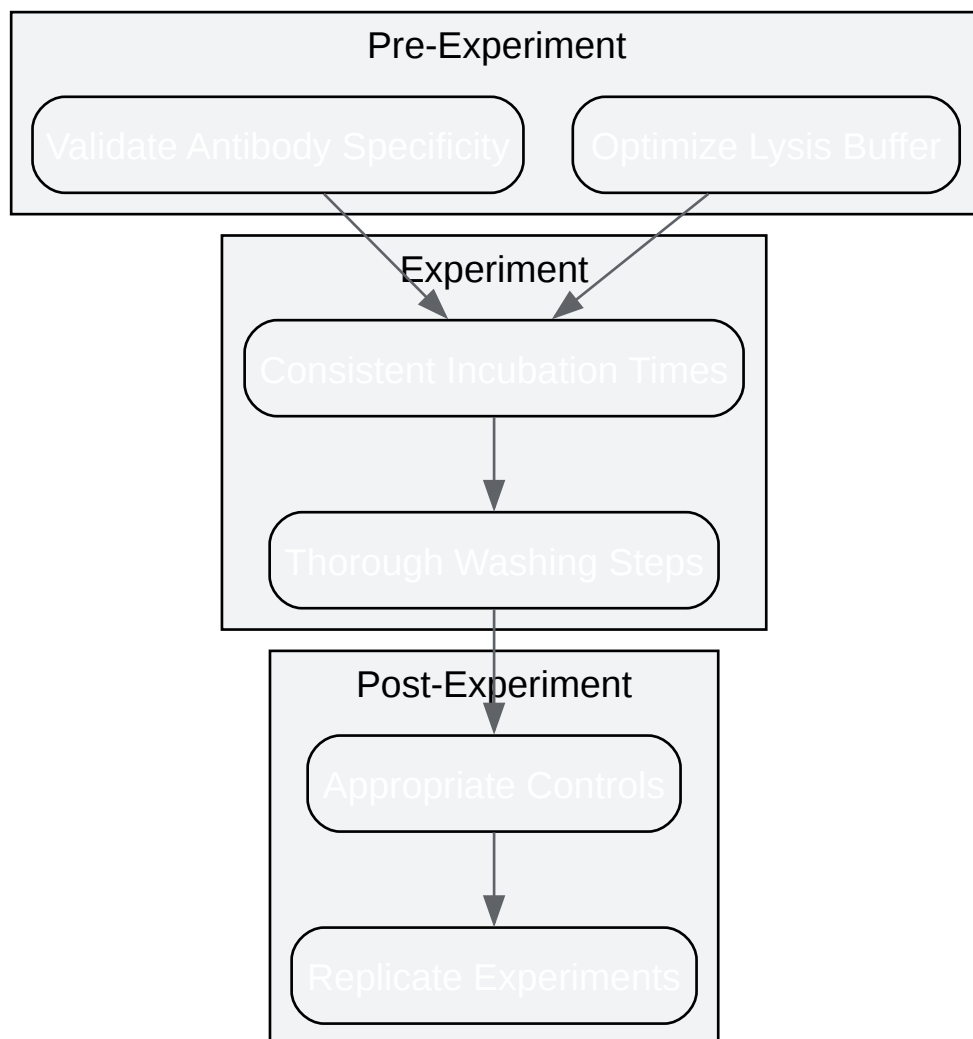 Pre-Experiment
Validate Antibody Specificity
Optimize Lysis Buffer
Experiment
Consistent Incubation Times
Thorough Washing Steps
Post-Experiment
Appropriate Controls
Replicate Experiments